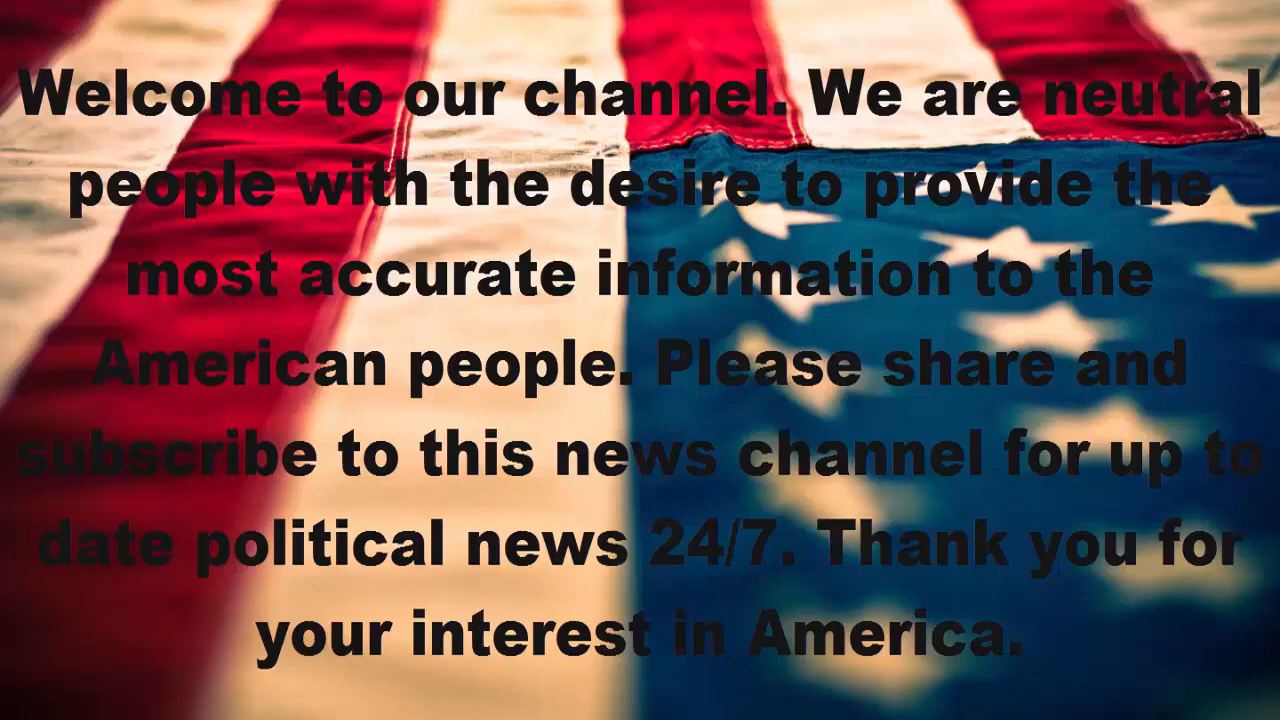 Welcome to our channel. We are neutral
people with the desire to provide the
most accurate information to the
American people. Please share and
subscribe to this news channel for up to
date political news 24/7. Thank you for
your interest in America.